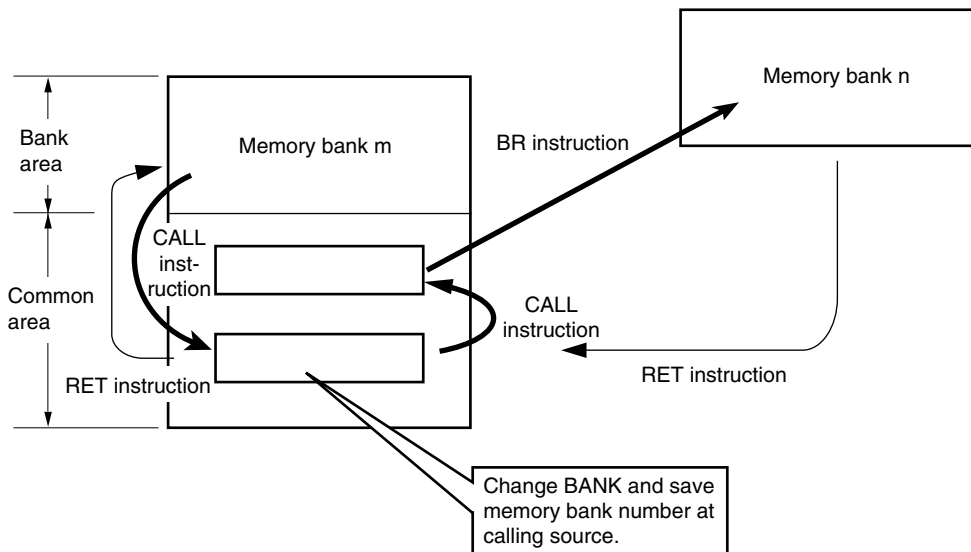 Memory bank n
Bank
area
Memory bank m
BR instruction
CALL
inst-
ruction
Common
area
CALL
instruction
RET instruction
RET instruction
Change BANK and save
memory bank number at
calling source.